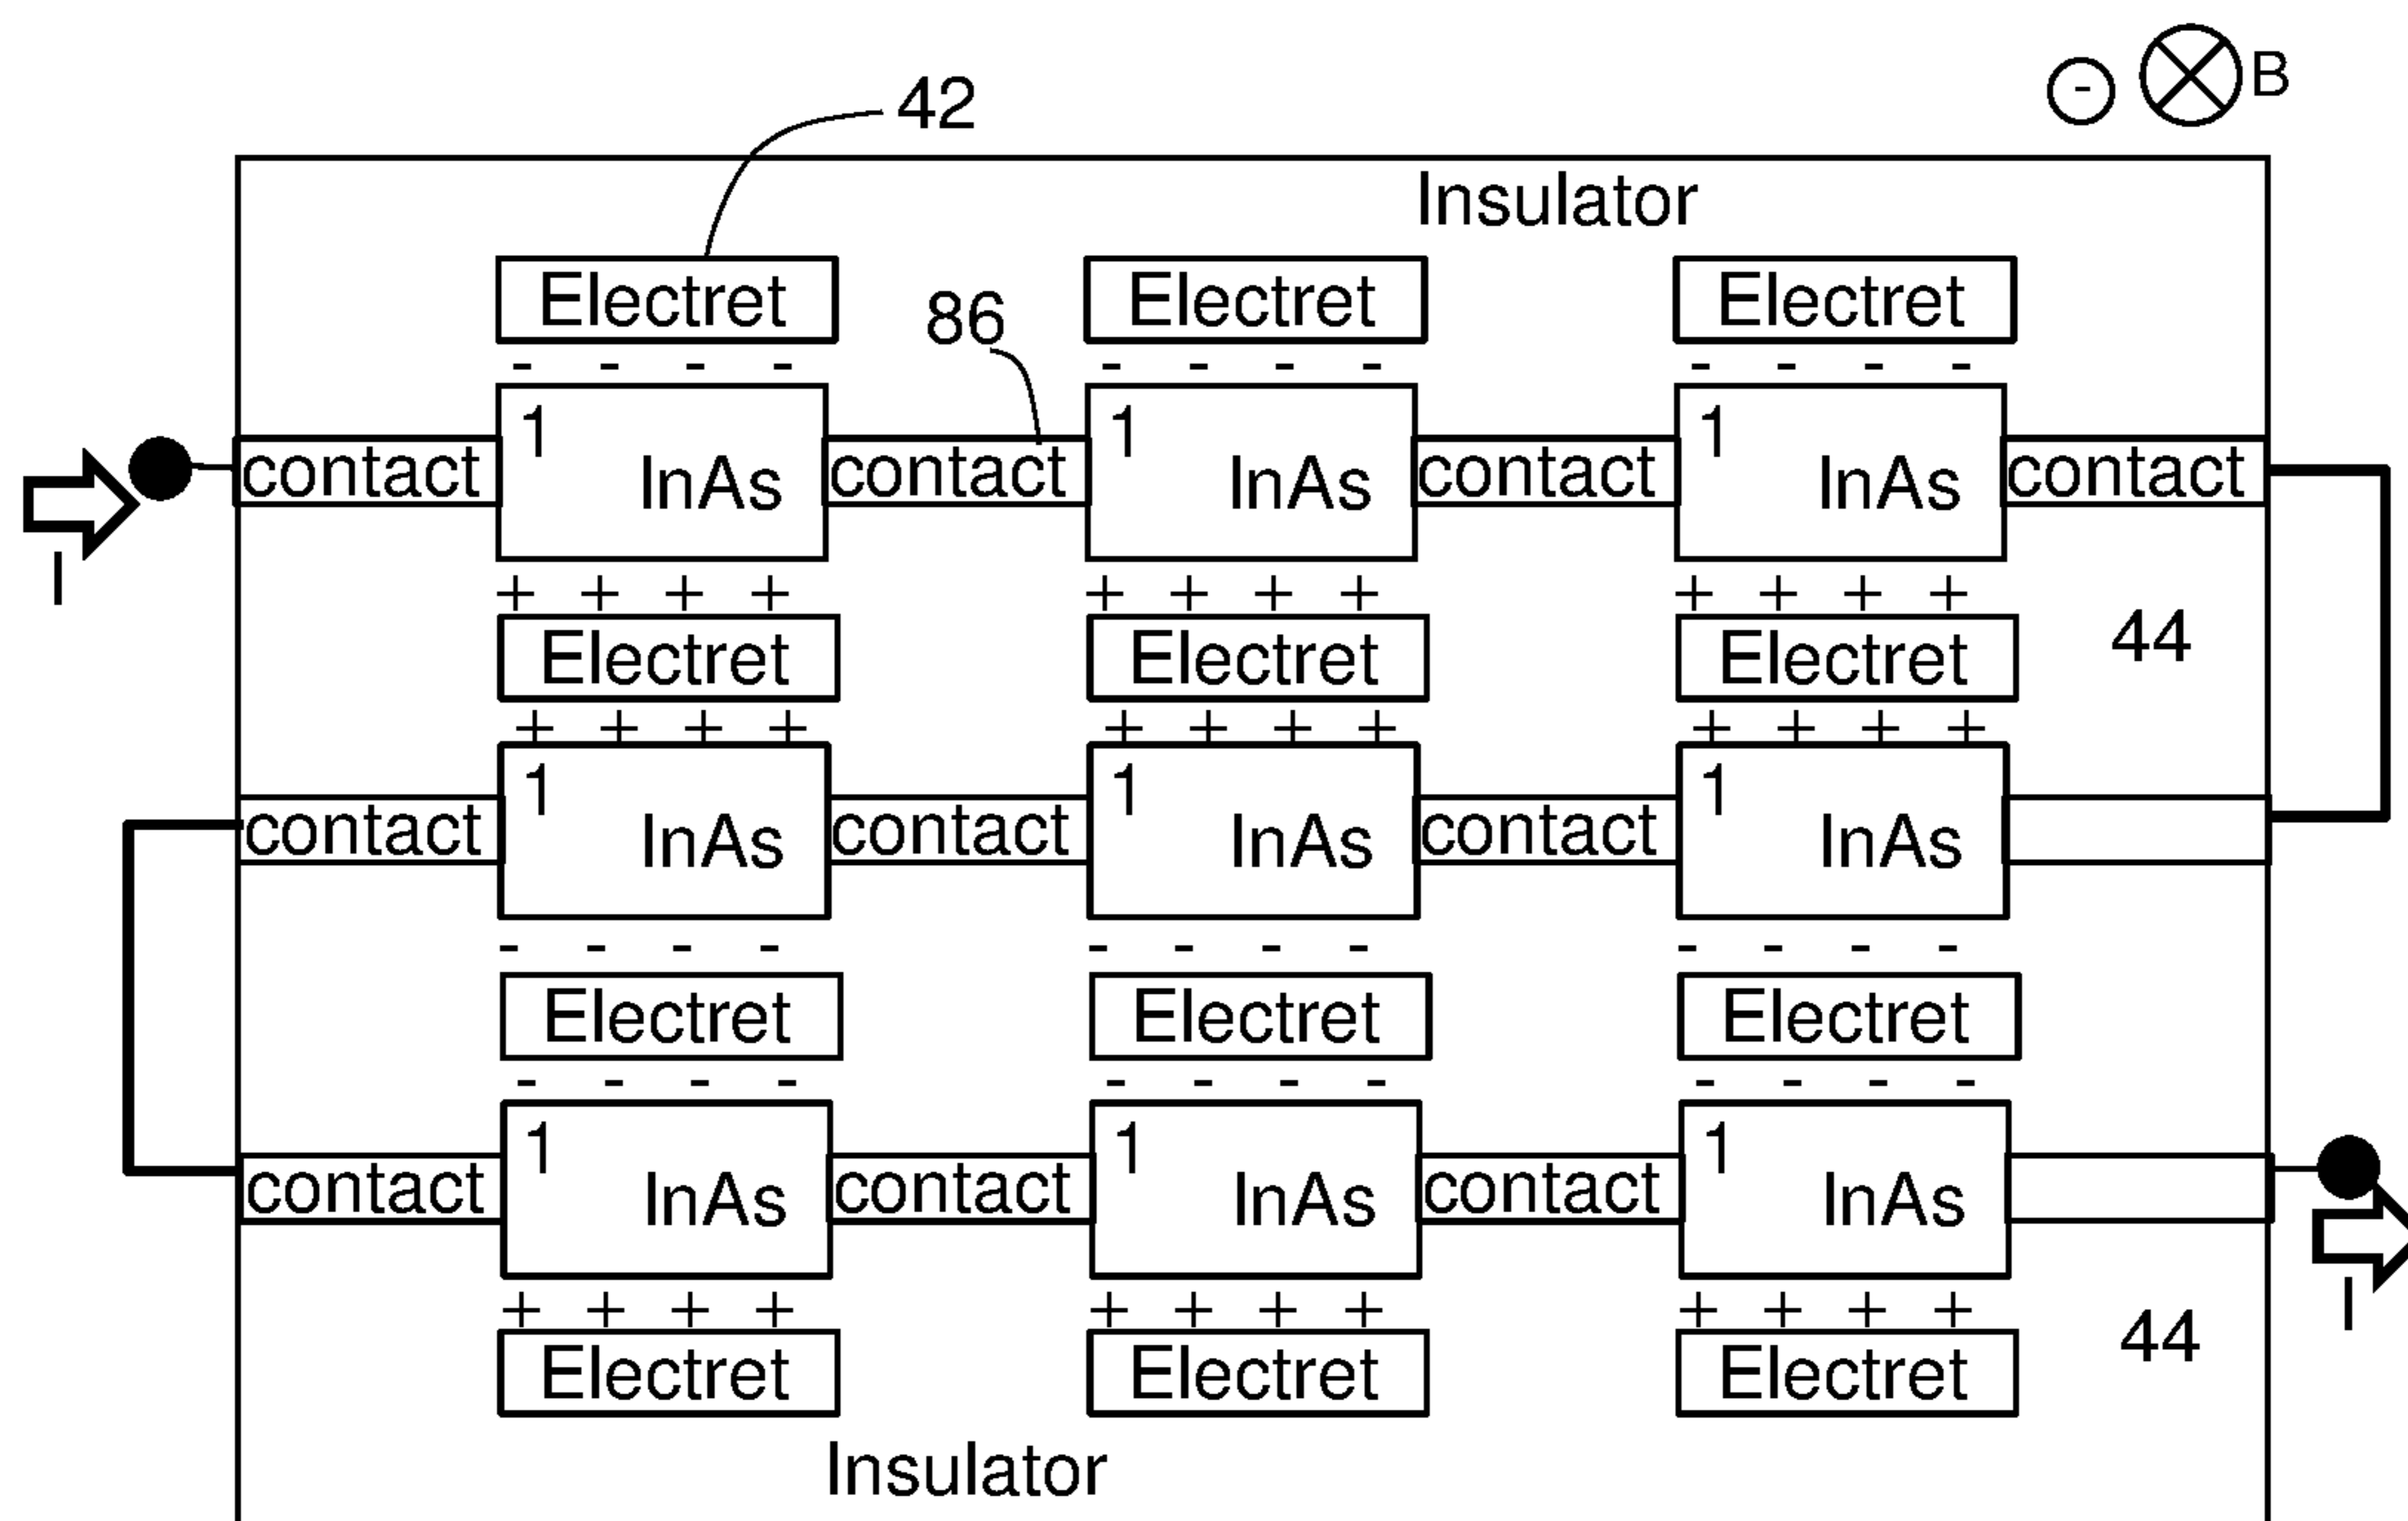 - B
42
Insulator
Electret Electret Electret
86
- - - - - - - - - - - -
1 1 1
contact InAs contact InAs contact InAs contact
I
+ + + + + + + + + + + +
Electret Electret Electret 44
+ + + + + + + + + + + +
1 1 1
contact InAs contact InAs contact InAs
- - - - - - - - - - - -
Electret Electret Electret
- - - - - - - - - - - -
1 1 1
contact InAs contact InAs contact InAs
I
+ + + + + + + + + + + +
Electret Electret Electret 44
Insulator